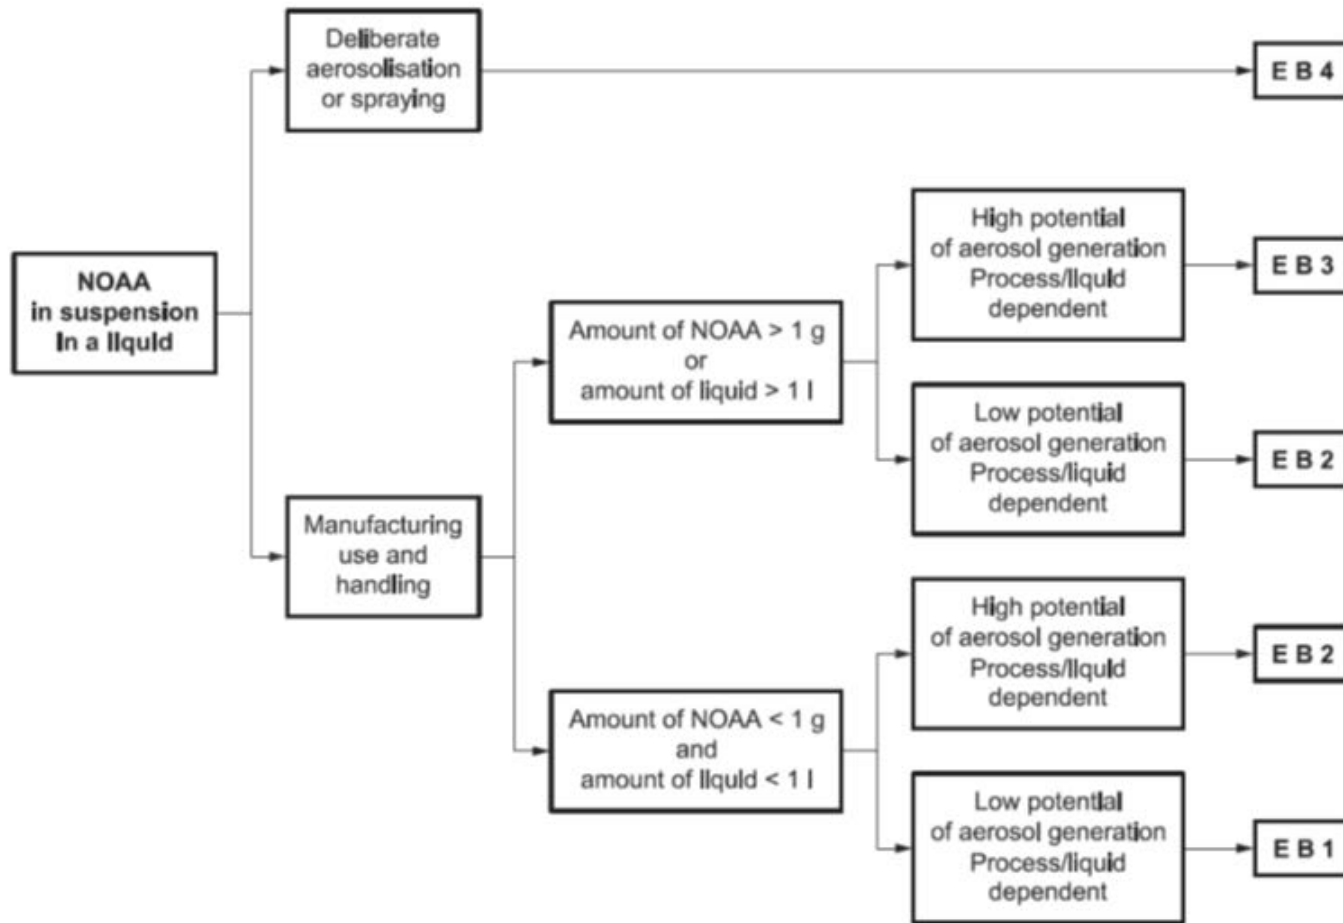 Deliberate
aerosolisation
or spraying
E B 4
NOAA
in suspension
In a liquid
Manufacturing
use and
handling
Amount of NOAA > 1 g
or
amount of liquid > 1 l
High potential
of aerosol generation
Process/liquid
dependent
E B 3
Low potential
of aerosol generation
Process/liquid
dependent
E B 2
Amount of NOAA < 1 g
and
amount of liquid < 1 l
High potential
of aerosol generation
Process/liquid
dependent
E B 2
Low potential
of aerosol generation
Process/liquid
dependent
E B 1